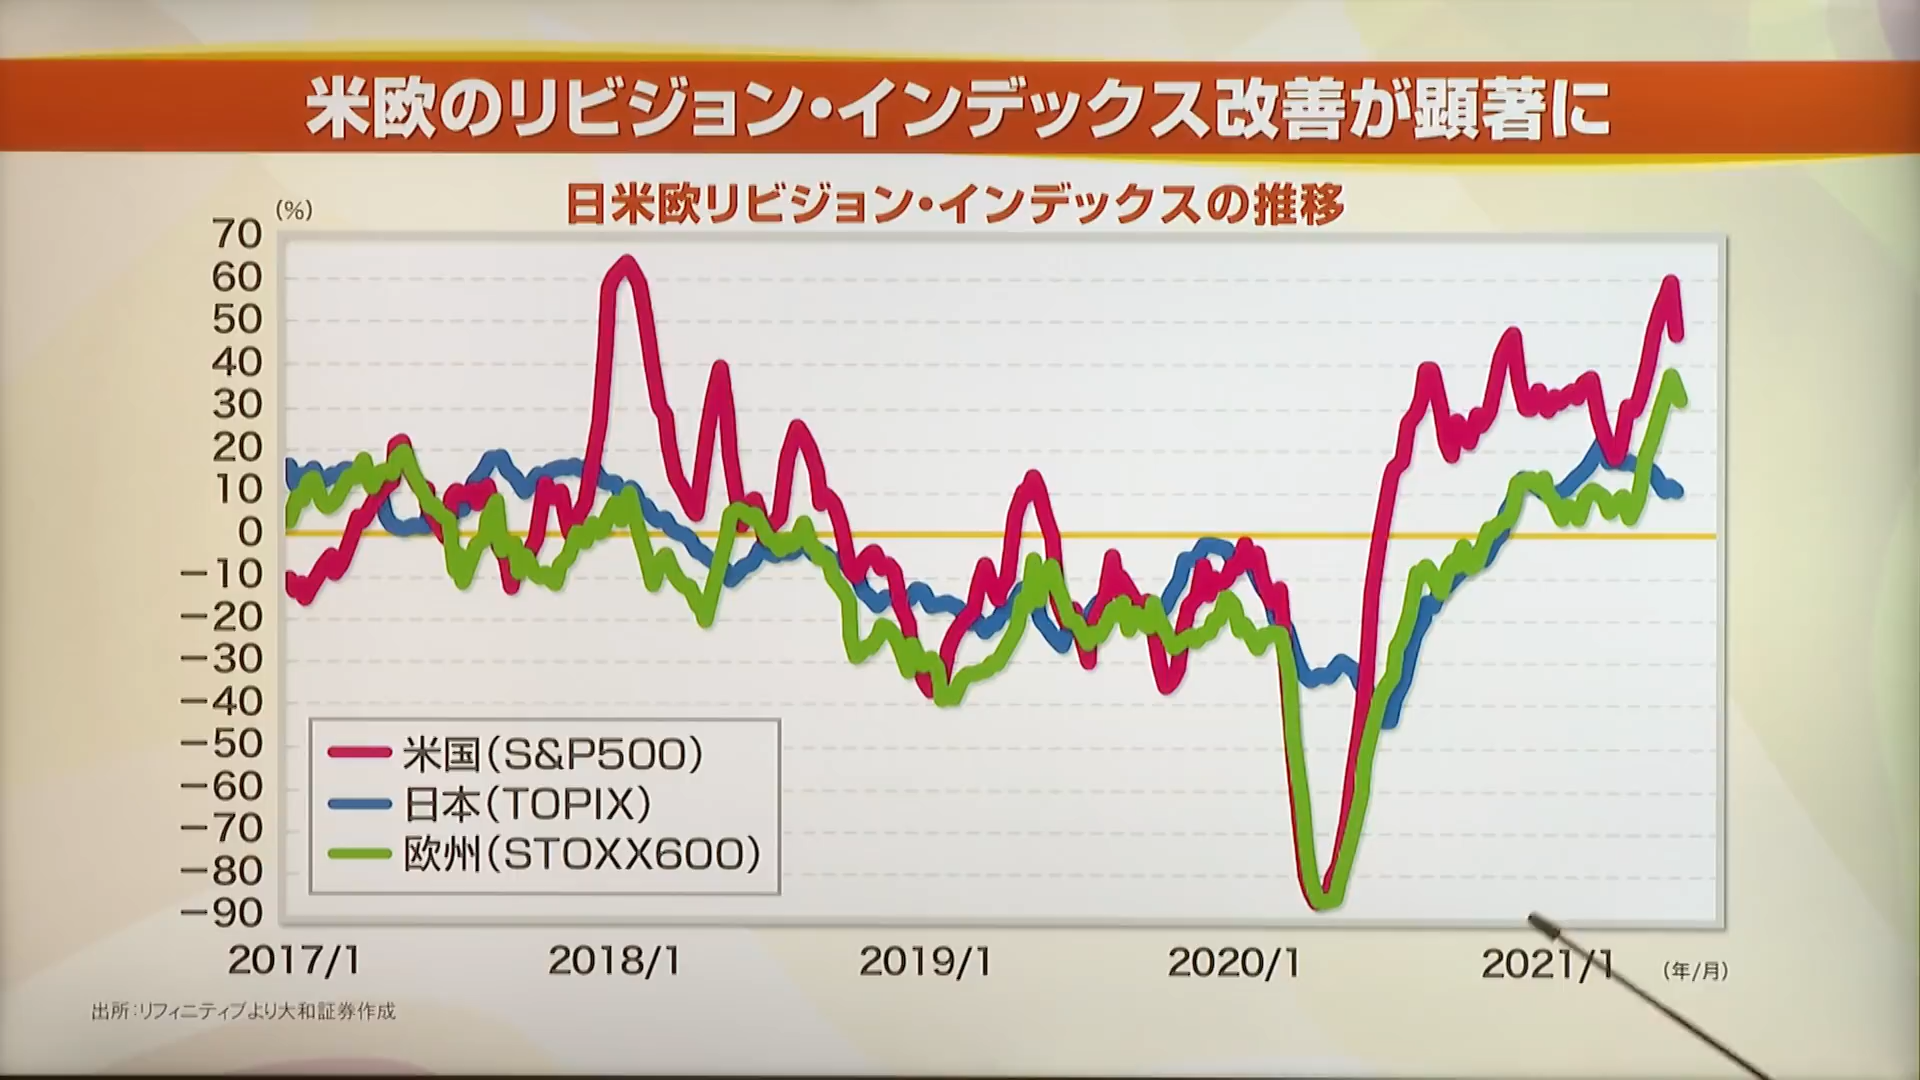 米欧のリビジョン・インデックス改善が顕著に
日米欧リビジョン・インデックスの推移
(%)
70
60
50
40
30
20
10
0
-10
-20
-30
-40
-50
-60
-70
-80
-90
米国(S&P500)
日本(TOPIX)
欧州(STOXX600)
2017/1 2018/1 2019/1 2020/1 2021/1 (年/月)
出所:リフィニティブより大和証券作成